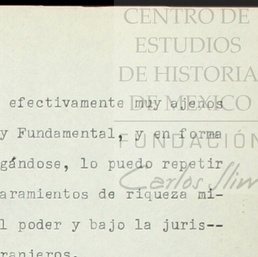 CENTRO DE
ESTUDIOS
DE HISTORIA
DE MÉXICO
FUNDACIÓN
Carlos Slim
efectivamente muy ajenos
y Fundamental, y en forma
gándose, lo puedo repetir
aramientos de riqueza mi-
l poder y bajo la juris--
ranjeros.